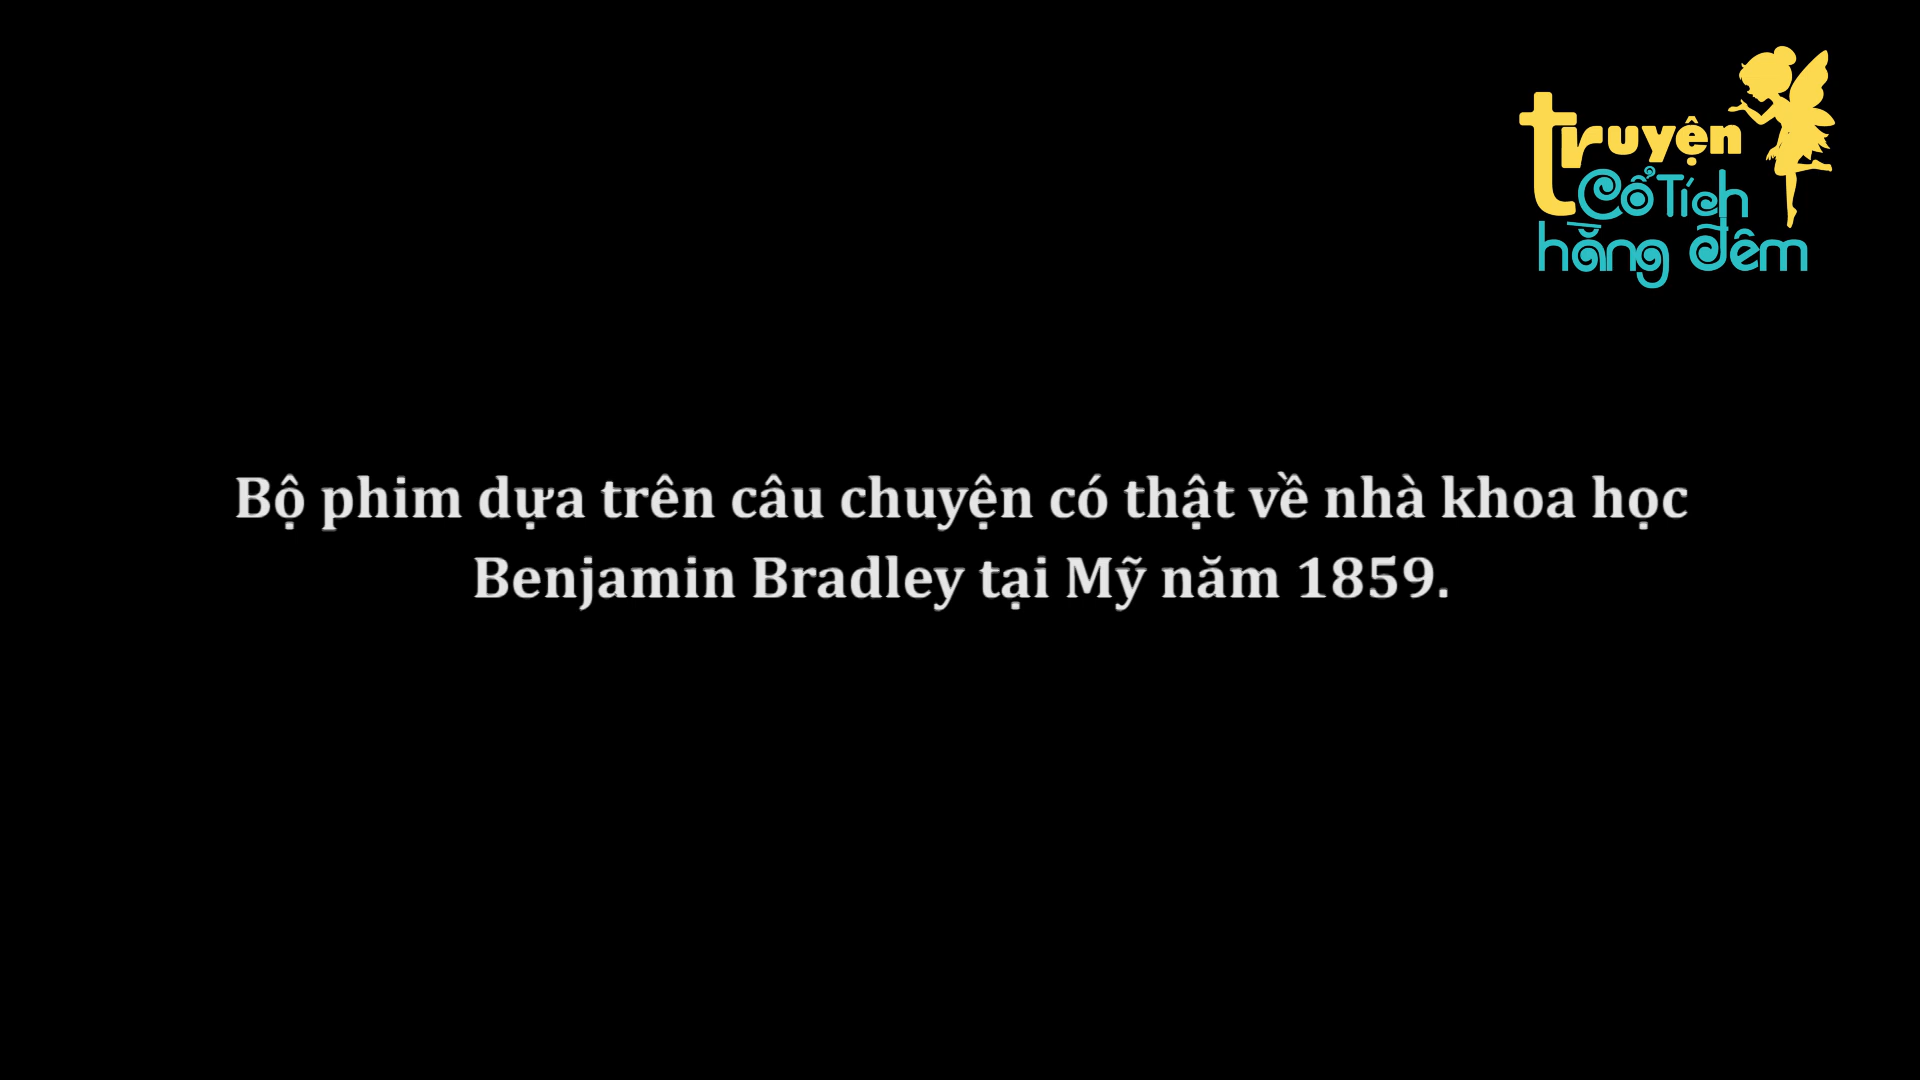 truyện
Cổ Tích
hằng đêm
Bộ phim dựa trên câu chuyện có thật về nhà khoa học
Benjamin Bradley tại Mỹ năm 1859.